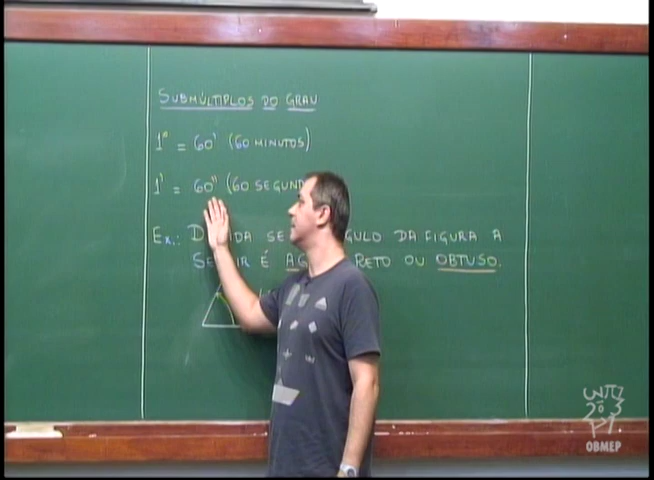 SUBMÚLTIPLOS DO GRAU
1° = 60' (60 MINUTOS)
1' = 60" (60 SEGUND
Ex.: D DA SE GULO DA FIGURA A
SE IR É AG RETO OU OBTUSO.
OBMEP